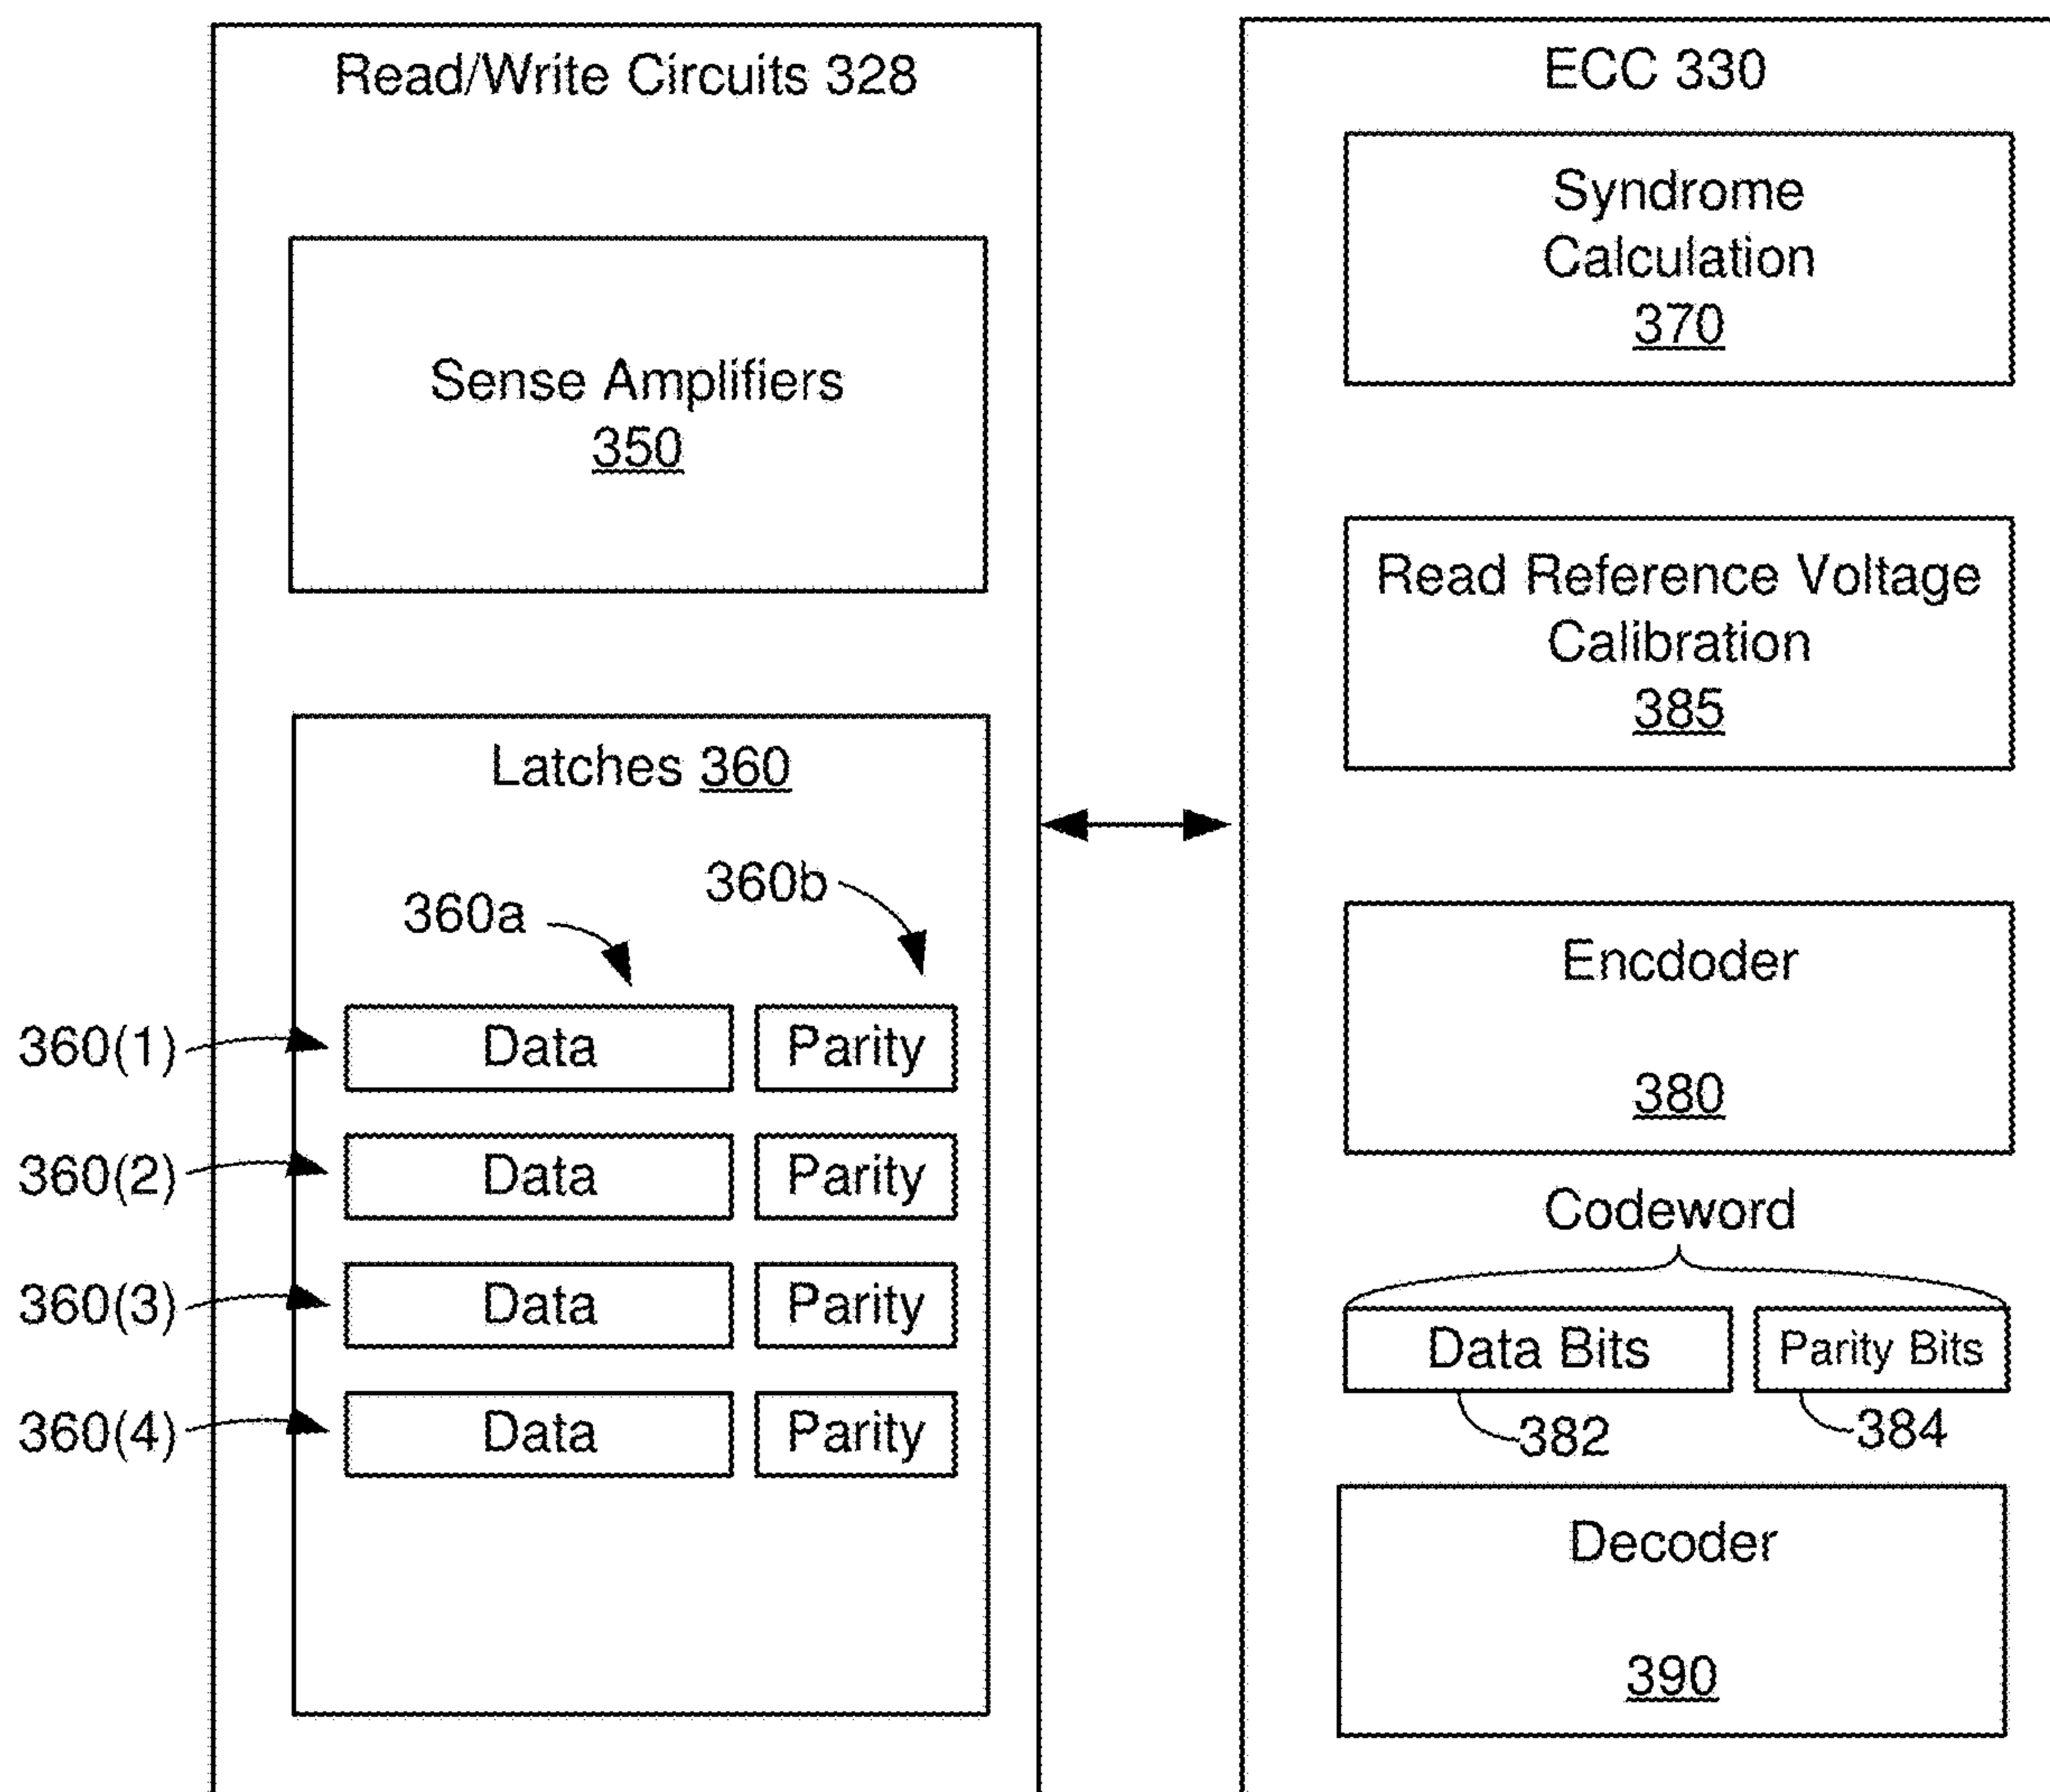 Read/Write Circuits 328
Sense Amplifiers
350
Latches 360
360a
360b
360(1)
Data
Parity
360(2)
Data
Parity
360(3)
Data
Parity
360(4)
Data
Parity
ECC 330
Syndrome
Calculation
370
Read Reference Voltage
Calibration
385
Encdoder
380
Codeword
Data Bits
Parity Bits
382
384
Decoder
390